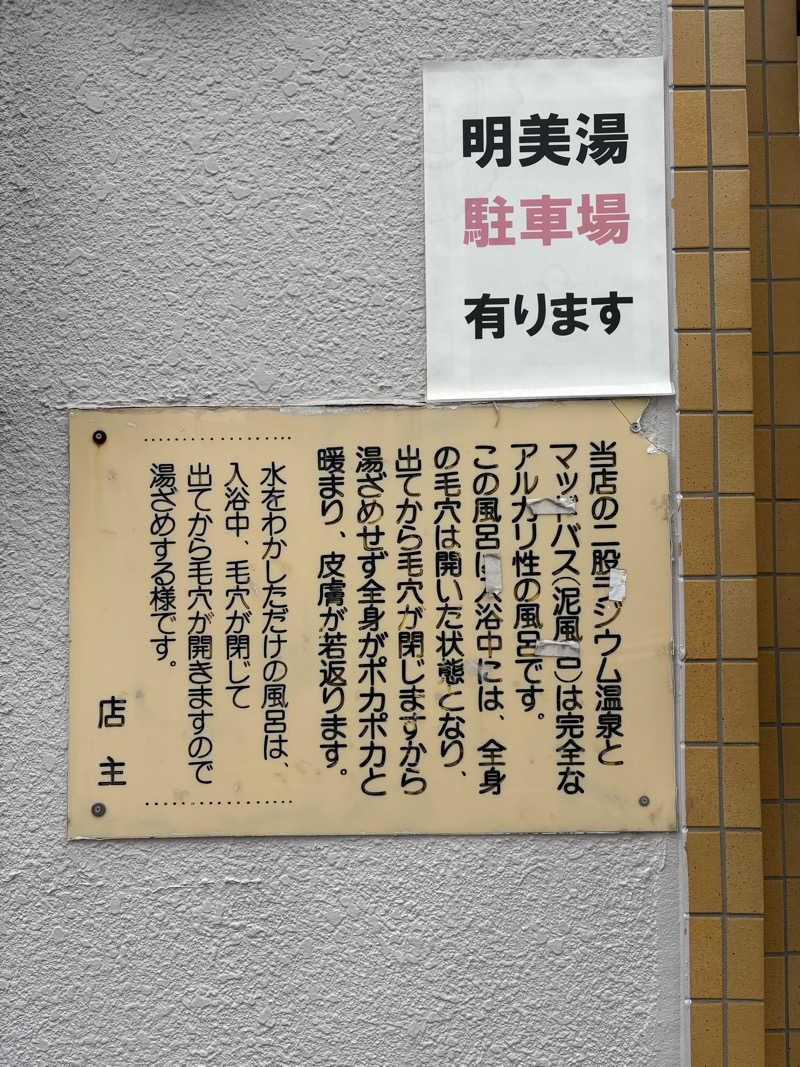 明美湯
駐車場
有ります
当店の二股ラジウム温泉と
マッドバス(泥風呂)は完全な
アルカリ性の風呂です。
この風呂は入浴中には、全身
の毛穴は開いた状態となり、
出てから毛穴が閉じますから
湯ざめせず全身がポカポカと
暖まり、皮膚が若返ります。
水をわかしただけの風呂は、
入浴中、毛穴が閉じて
出てから毛穴が開きますので
湯ざめする様です。
店主